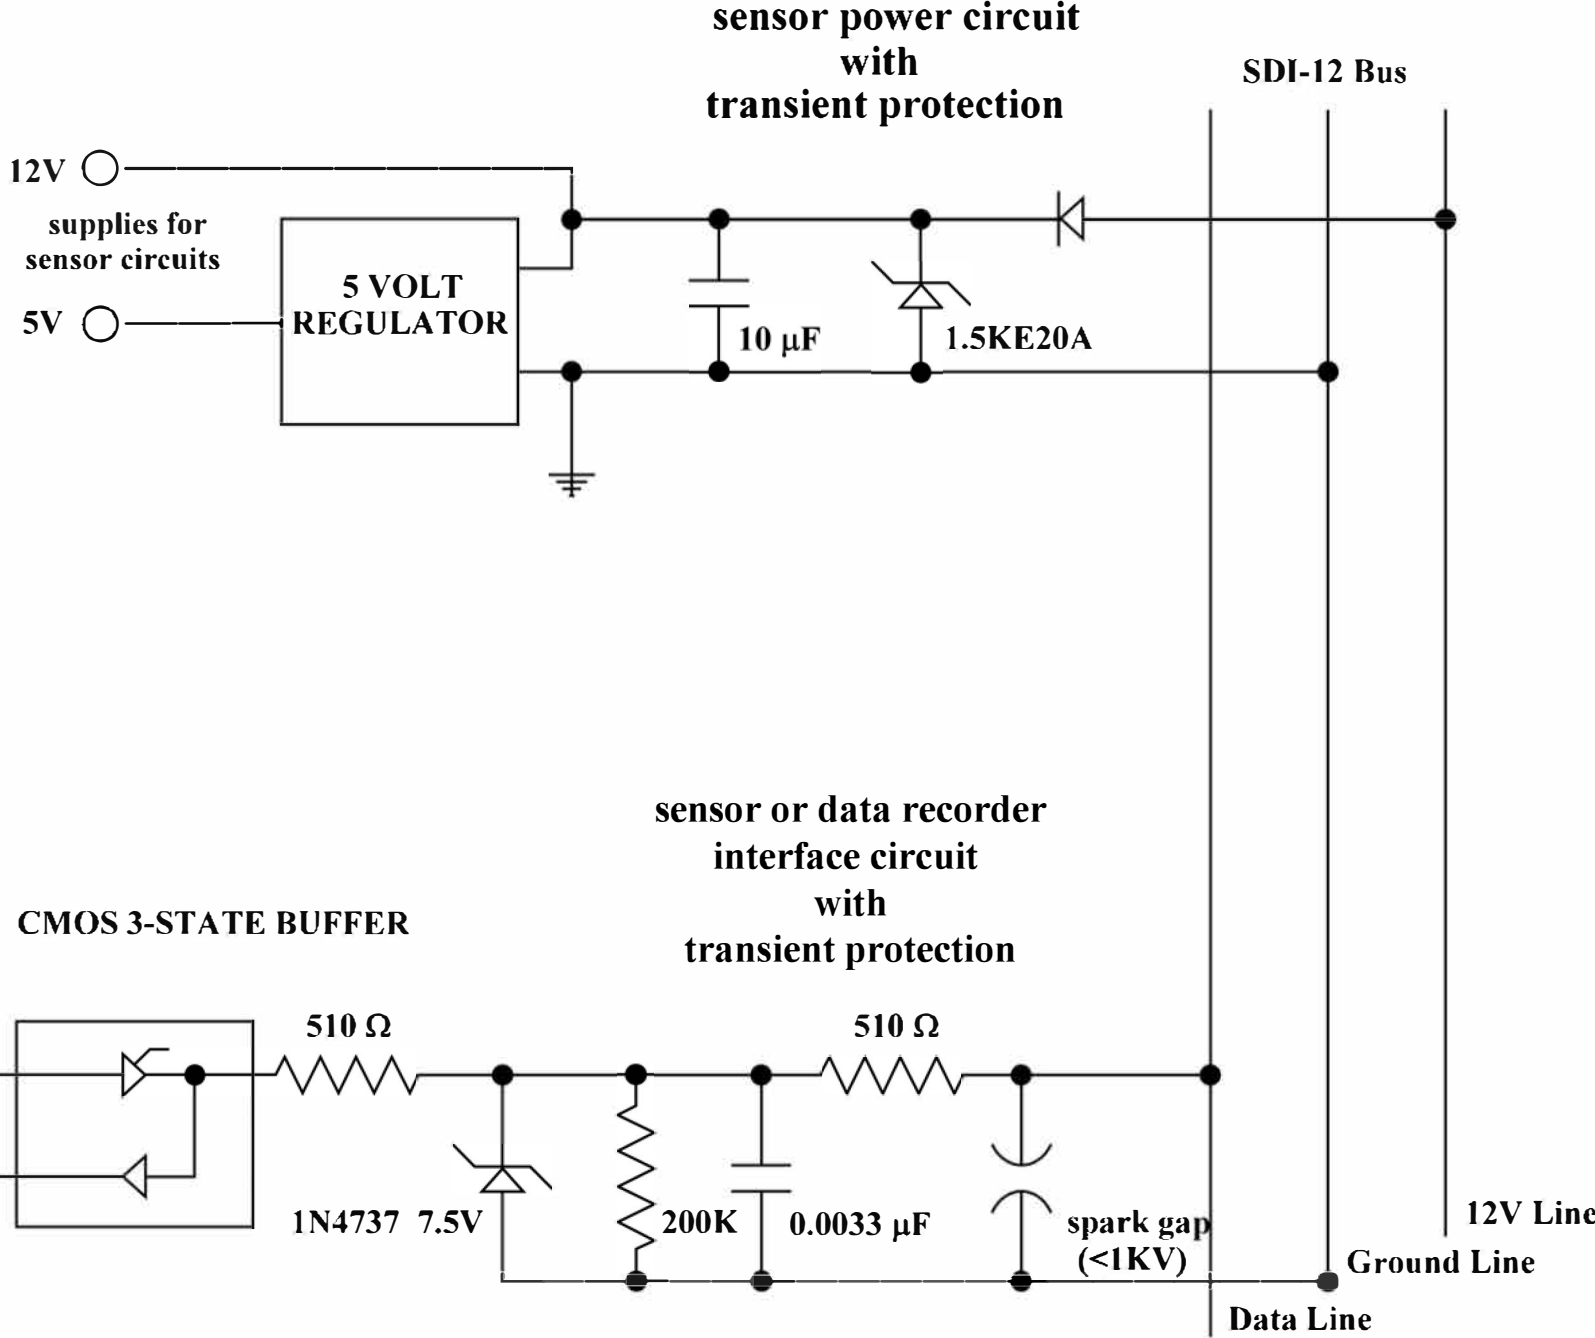 sensor power circuit
with
transient protection
SDI-12 Bus
12V
supplies for
sensor circuits
5V
5 VOLT
REGULATOR
10 μF
1.5KE20A
sensor or data recorder
interface circuit
with
transient protection
CMOS 3-STATE BUFFER
510 Ω
510 Ω
1N4737 7.5V
200K
0.0033 μF
spark gap
(<1KV)
12V Line
Ground Line
Data Line